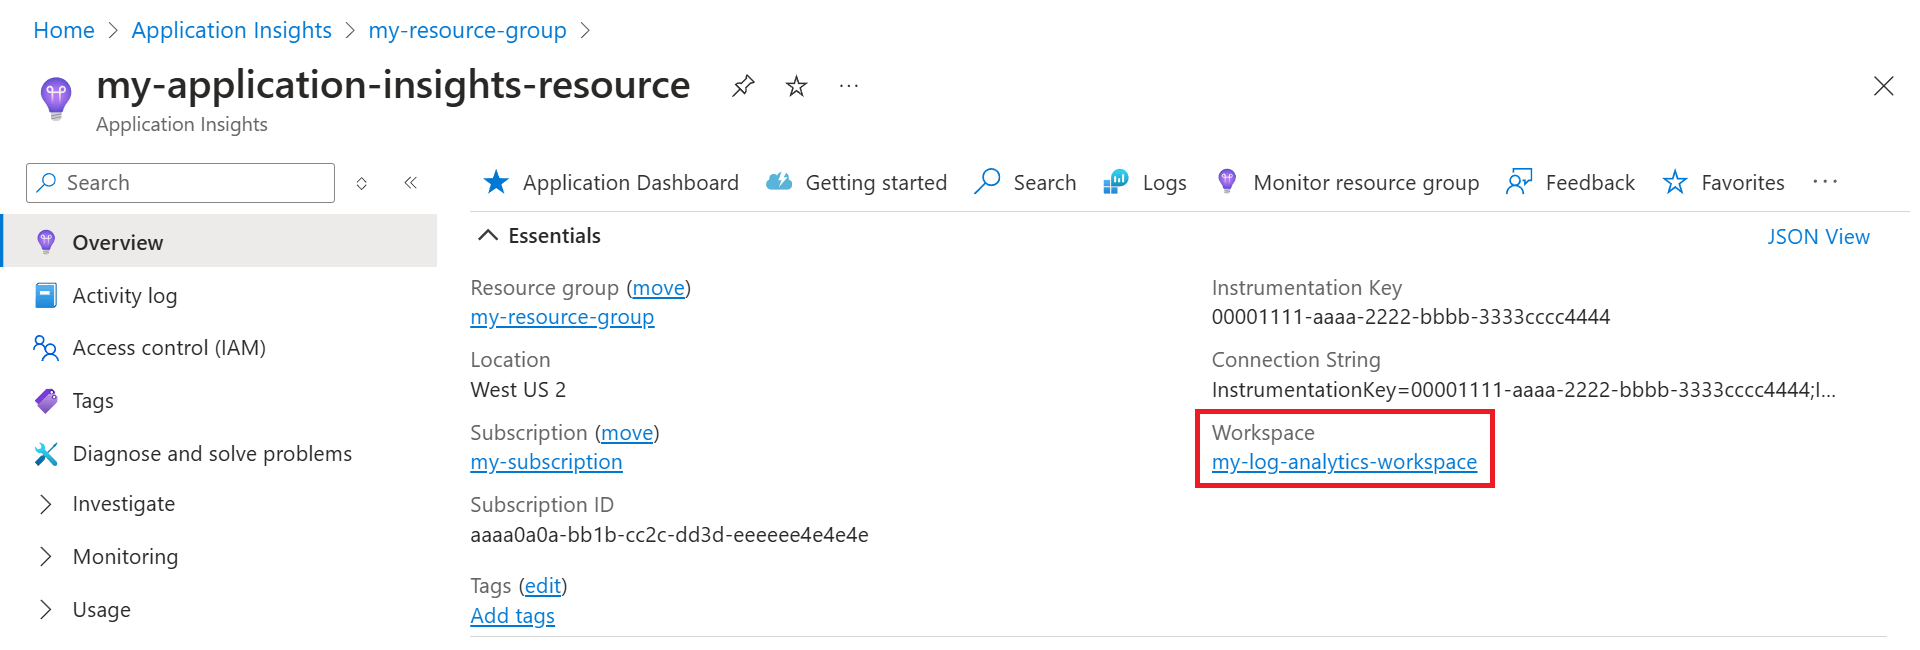 Home > Application Insights > my-resource-group >
my-application-insights-resource ...
Application Insights
Search
Application Dashboard Getting started Search Logs Monitor resource group Feedback Favorites ...
Overview
Activity log
Access control (IAM)
Tags
Diagnose and solve problems
Investigate
Monitoring
Usage
Essentials
JSON View
Resource group (move)
my-resource-group
Location
West US 2
Subscription (move)
my-subscription
Subscription ID
aaaa0a0a-bb1b-cc2c-dd3d-eeeeee4e4e4e
Tags (edit)
Add tags
Instrumentation Key
00001111-aaaa-2222-bbbb-3333cccc4444
Connection String
InstrumentationKey=00001111-aaaa-2222-bbbb-3333cccc4444;I...
Workspace
my-log-analytics-workspace